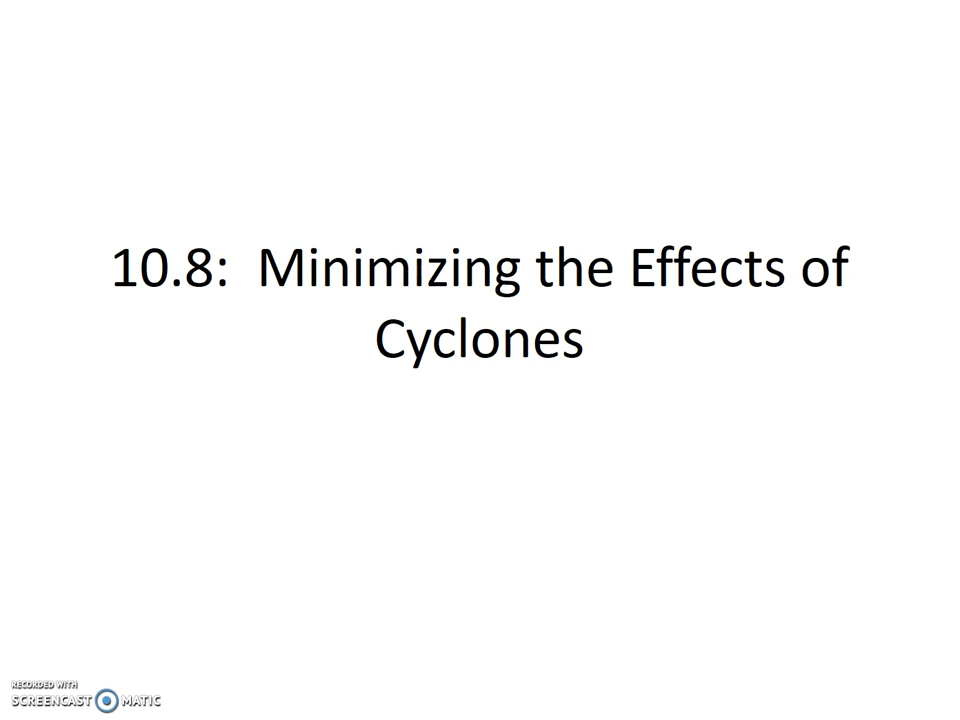 10.8:  Minimizing the Effects of
Cyclones
RECORDED WITH
SCREENCAST MATIC